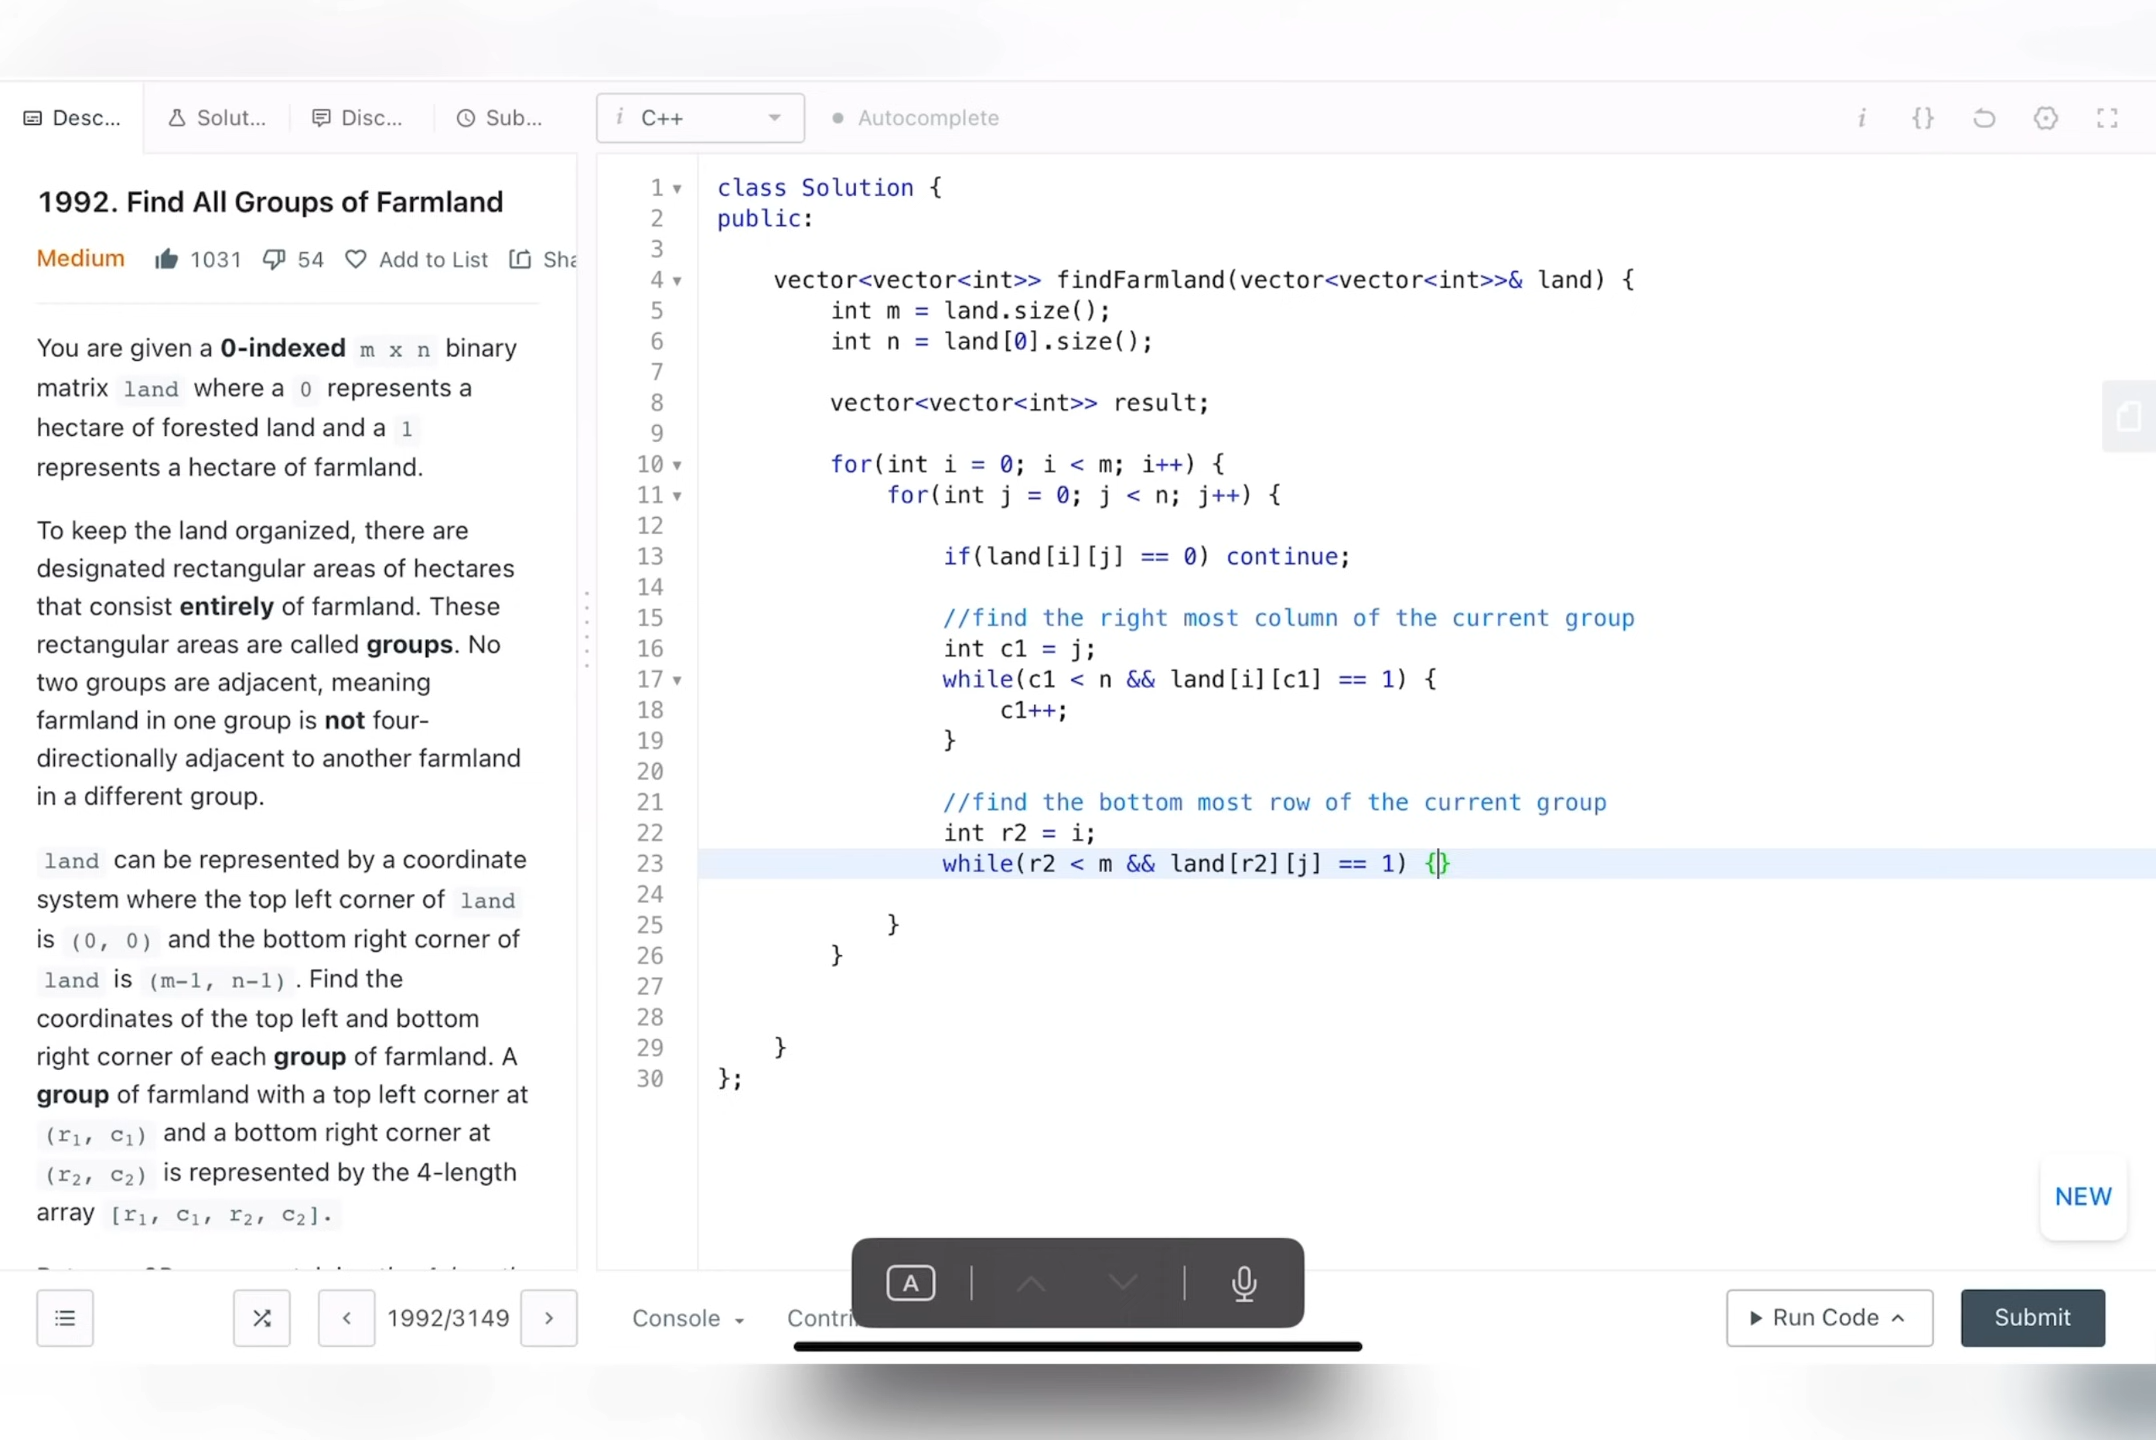 Desc...
Solut...
Disc...
Sub...
i C++
Autocomplete
i {}
1992. Find All Groups of Farmland
Medium 1031 54 Add to List Sha
You are given a 0-indexed m x n binary
matrix land where a 0 represents a
hectare of forested land and a 1
represents a hectare of farmland.
To keep the land organized, there are
designated rectangular areas of hectares
that consist entirely of farmland. These
rectangular areas are called groups. No
two groups are adjacent, meaning
farmland in one group is not four-
directionally adjacent to another farmland
in a different group.
land can be represented by a coordinate
system where the top left corner of land
is (0, 0) and the bottom right corner of
land is (m-1, n-1). Find the
coordinates of the top left and bottom
right corner of each group of farmland. A
group of farmland with a top left corner at
(r1, c1) and a bottom right corner at
(r2, c2) is represented by the 4-length
array [r1, c1, r2, c2].
1 class Solution {
2 public:
3
4 vector<vector<int>> findFarmland(vector<vector<int>>& land) {
5 int m = land.size();
6 int n = land[0].size();
7
8 vector<vector<int>> result;
9
10 for(int i = 0; i < m; i++) {
11 for(int j = 0; j < n; j++) {
12
13 if(land[i][j] == 0) continue;
14
15 //find the right most column of the current group
16 int c1 = j;
17 while(c1 < n && land[i][c1] == 1) {
18 c1++;
19 }
20
21 //find the bottom most row of the current group
22 int r2 = i;
23 while(r2 < m && land[r2][j] == 1) {}
24
25 }
26 }
27
28
29 }
30 };
NEW
A
1992/3149
Console
Contri
Run Code
Submit